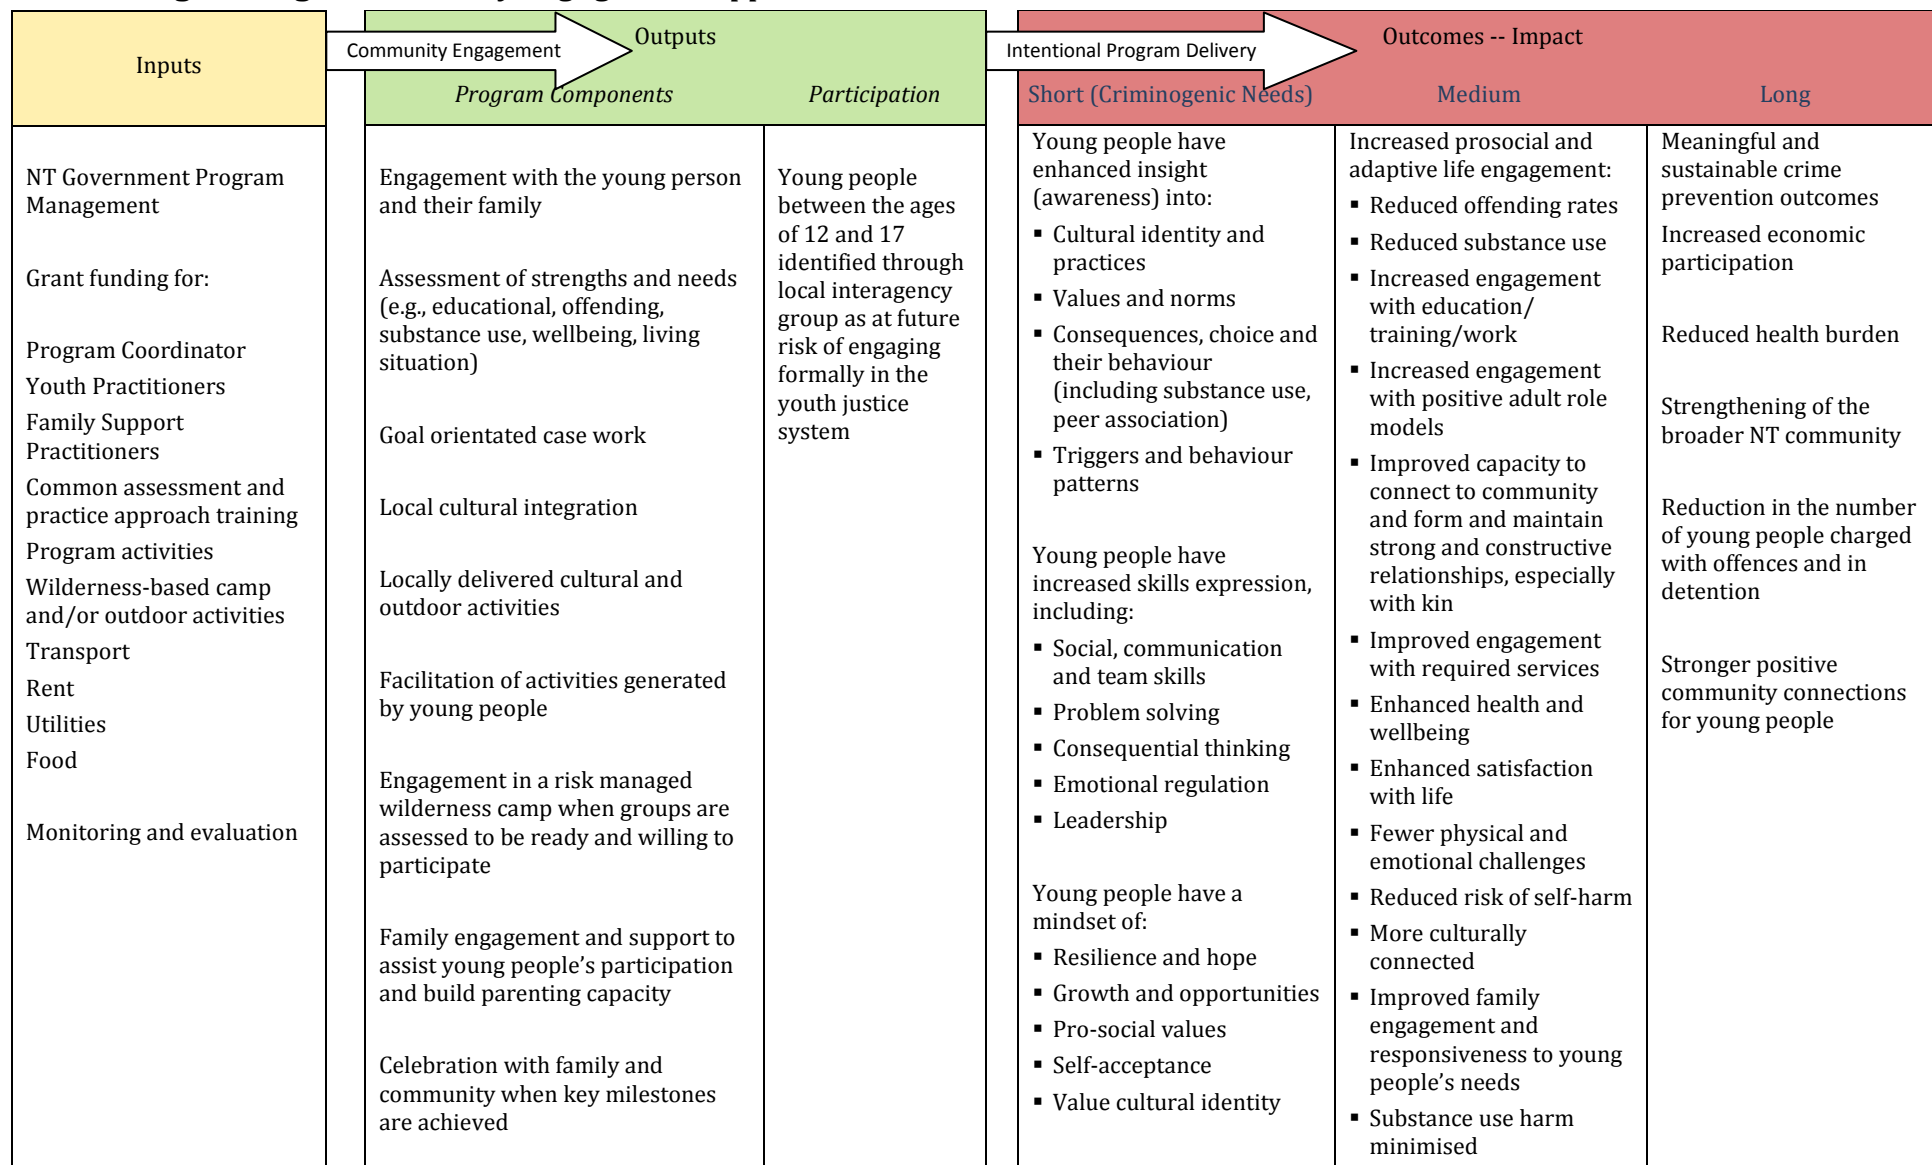 Inputs
Community Engagement
Outputs
Program Components
Participation
Intentional Program Delivery
Outcomes -- Impact
Short (Criminogenic Needs)
Medium
Long
NT Government Program
Management
Grant funding for:
Program Coordinator
Youth Practitioners
Family Support
Practitioners
Common assessment and
practice approach training
Program activities
Wilderness-based camp
and/or outdoor activities
Transport
Rent
Utilities
Food
Monitoring and evaluation
Engagement with the young person
and their family
Assessment of strengths and needs
(e.g., educational, offending,
substance use, wellbeing, living
situation)
Goal orientated case work
Local cultural integration
Locally delivered cultural and
outdoor activities
Facilitation of activities generated
by young people
Engagement in a risk managed
wilderness camp when groups are
assessed to be ready and willing to
participate
Family engagement and support to
assist young people’s participation
and build parenting capacity
Celebration with family and
community when key milestones
are achieved
Young people
between the ages
of 12 and 17
identified through
local interagency
group as at future
risk of engaging
formally in the
youth justice
system
Young people have
enhanced insight
(awareness) into:
▪ Cultural identity and
practices
▪ Values and norms
▪ Consequences, choice and
their behaviour
(including substance use,
peer association)
▪ Triggers and behaviour
patterns
Young people have
increased skills expression,
including:
▪ Social, communication
and team skills
▪ Problem solving
▪ Consequential thinking
▪ Emotional regulation
▪ Leadership
Young people have a
mindset of:
▪ Resilience and hope
▪ Growth and opportunities
▪ Pro-social values
▪ Self-acceptance
▪ Value cultural identity
Increased prosocial and
adaptive life engagement:
▪ Reduced offending rates
▪ Reduced substance use
▪ Increased engagement
with education/
training/work
▪ Increased engagement
with positive adult role
models
▪ Improved capacity to
connect to community
and form and maintain
strong and constructive
relationships, especially
with kin
▪ Improved engagement
with required services
▪ Enhanced health and
wellbeing
▪ Enhanced satisfaction
with life
▪ Fewer physical and
emotional challenges
▪ Reduced risk of self-harm
▪ More culturally
connected
▪ Improved family
engagement and
responsiveness to young
people’s needs
▪ Substance use harm
minimised
Meaningful and
sustainable crime
prevention outcomes
Increased economic
participation
Reduced health burden
Strengthening of the
broader NT community
Reduction in the number
of young people charged
with offences and in
detention
Stronger positive
community connections
for young people